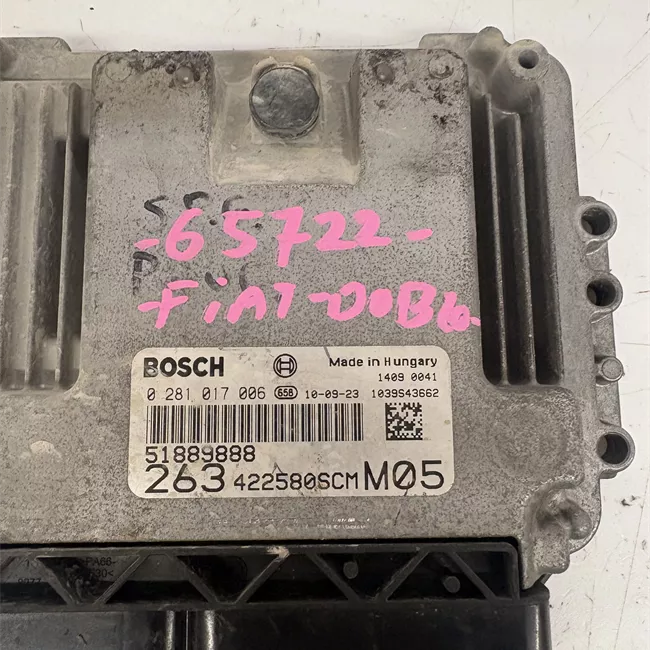 -65722-
-FiAT-DOBLO-
BOSCH
Made in Hungary
1409 0041
0 281 017 006 658 10-09-23 1039S43662
51889888
263 422580SCM M05